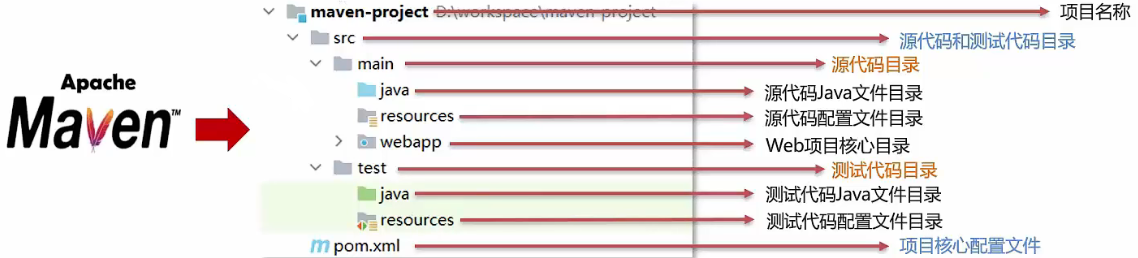 maven-project D:\workspace\maven-project 项目名称
src 源代码和测试代码目录
main 源代码目录
Apache
Maven™
java 源代码Java文件目录
resources 源代码配置文件目录
webapp Web项目核心目录
test 测试代码目录
java 测试代码Java文件目录
resources 测试代码配置文件目录
m pom.xml 项目核心配置文件